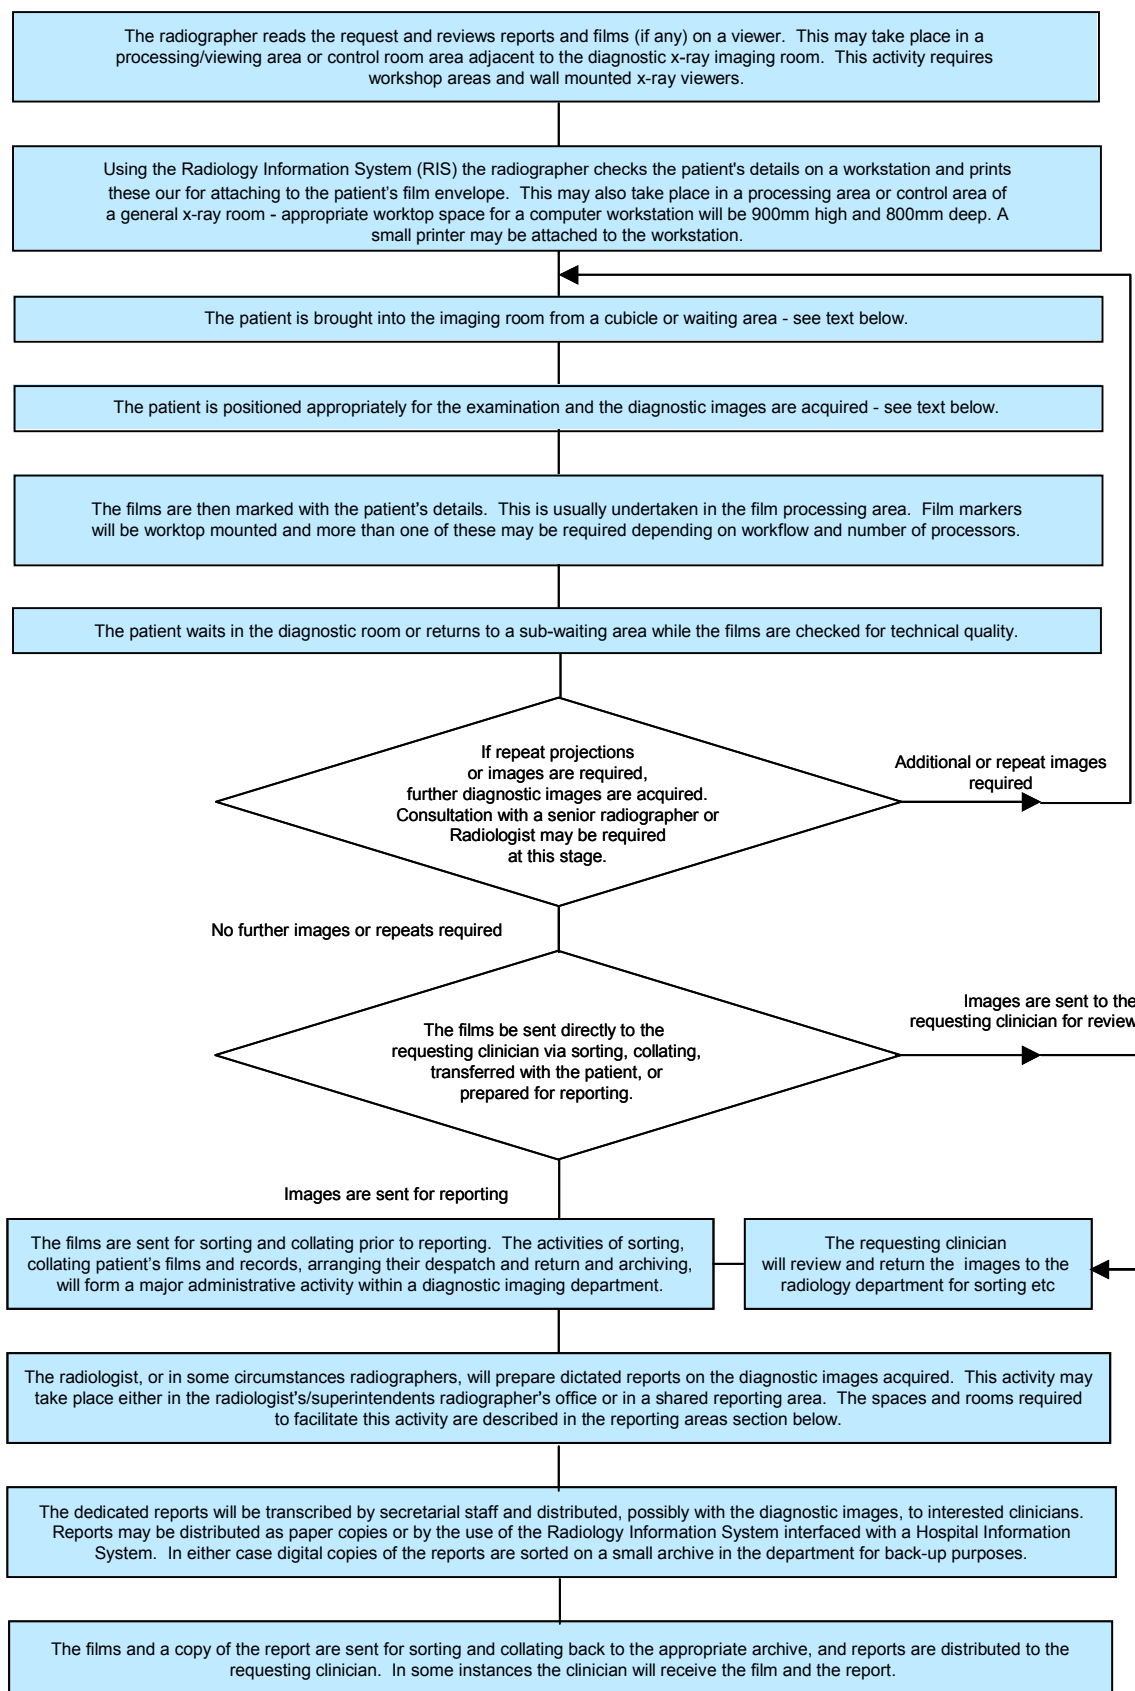 The radiographer reads the request and reviews reports and films (if any) on a viewer. This may take place in a
processing/viewing area or control room area adjacent to the diagnostic x-ray imaging room. This activity requires
workshop areas and wall mounted x-ray viewers.
Using the Radiology Information System (RIS) the radiographer checks the patient's details on a workstation and prints
these our for attaching to the patient's film envelope. This may also take place in a processing area or control area of
a general x-ray room - appropriate worktop space for a computer workstation will be 900mm high and 800mm deep. A
small printer may be attached to the workstation.
The patient is brought into the imaging room from a cubicle or waiting area - see text below.
The patient is positioned appropriately for the examination and the diagnostic images are acquired - see text below.
The films are then marked with the patient's details. This is usually undertaken in the film processing area. Film markers
will be worktop mounted and more than one of these may be required depending on workflow and number of processors.
The patient waits in the diagnostic room or returns to a sub-waiting area while the films are checked for technical quality.
If repeat projections
or images are required,
further diagnostic images are acquired.
Consultation with a senior radiographer or
Radiologist may be required
at this stage.
Additional or repeat images
required
No further images or repeats required
The films be sent directly to the
requesting clinician via sorting, collating,
transferred with the patient, or
prepared for reporting.
Images are sent to the
requesting clinician for review
Images are sent for reporting
The films are sent for sorting and collating prior to reporting. The activities of sorting,
collating patient's films and records, arranging their despatch and return and archiving,
will form a major administrative activity within a diagnostic imaging department.
The requesting clinician
will review and return the images to the
radiology department for sorting etc
The radiologist, or in some circumstances radiographers, will prepare dictated reports on the diagnostic images acquired. This activity may
take place either in the radiologist's/superintendents radiographer's office or in a shared reporting area. The spaces and rooms required
to facilitate this activity are described in the reporting areas section below.
The dedicated reports will be transcribed by secretarial staff and distributed, possibly with the diagnostic images, to interested clinicians.
Reports may be distributed as paper copies or by the use of the Radiology Information System interfaced with a Hospital Information
System. In either case digital copies of the reports are sorted on a small archive in the department for back-up purposes.
The films and a copy of the report are sent for sorting and collating back to the appropriate archive, and reports are distributed to the
requesting clinician. In some instances the clinician will receive the film and the report.